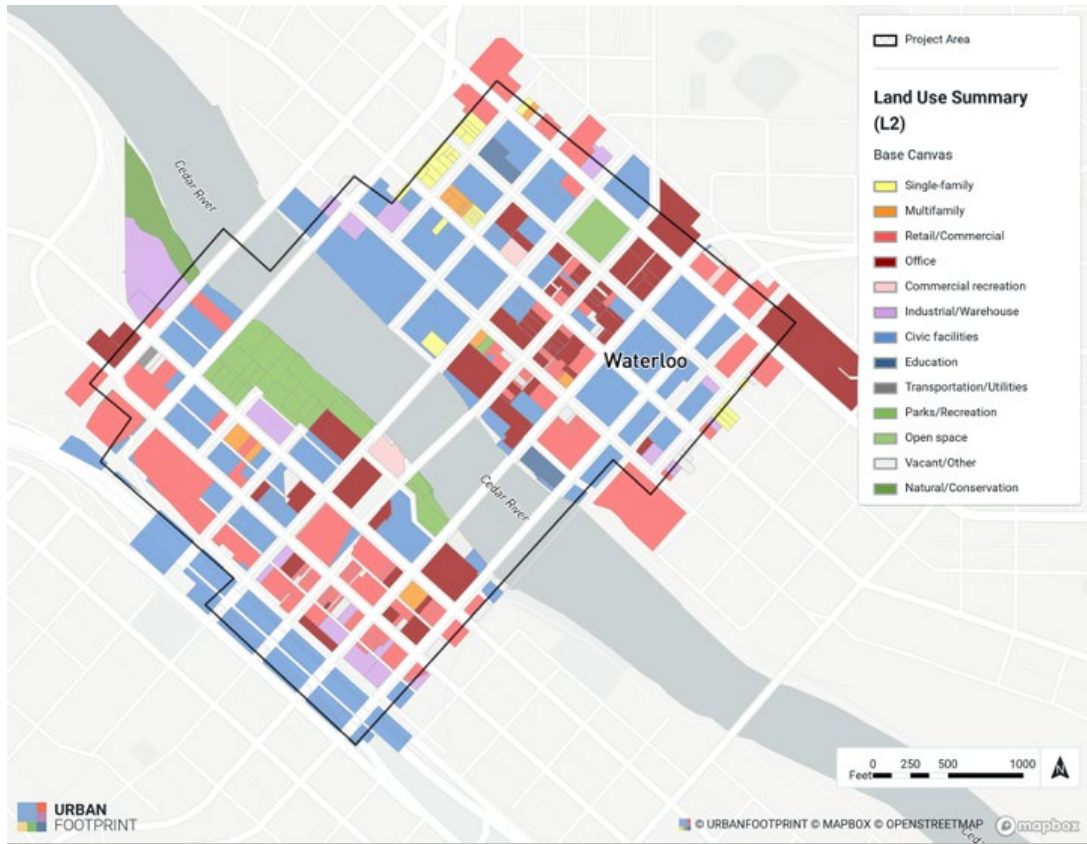 Project Area
Land Use Summary
(L2)
Base Canvas
Single-family
Multifamily
Retail/Commercial
Office
Commercial recreation
Industrial/Warehouse
Civic facilities
Education
Transportation/Utilities
Parks/Recreation
Open space
Vacant/Other
Natural/Conservation
Cedar River
Waterloo
Cedar River
0 250 500 1000
Feet
N
URBAN
FOOTPRINT
© URBANFOOTPRINT © MAPBOX © OPENSTREETMAP
mapbox
Ceda